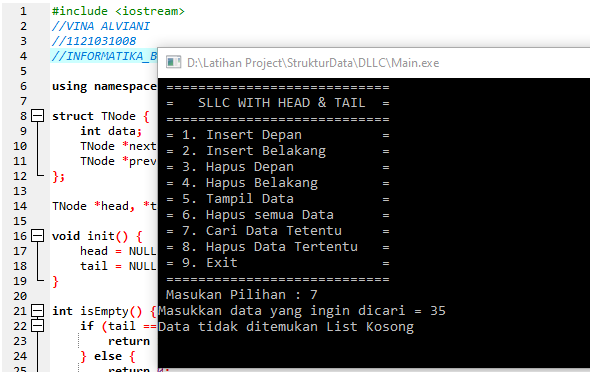 1 #include <iostream>
2 //VINA ALVIANI
3 //1121031008
4 //INFORMATIKA_B
5
6 using namespace
7
8 struct TNode {
9 int data;
10 TNode *next
11 TNode *prev
12 };
13
14 TNode *head, *t
15
16 void init() {
17 head = NULL
18 tail = NULL
19 }
20
21 int isEmpty() {
22 if (tail ==
23 return
24 } else {
25 return 0;
D:\Latihan Project\StrukturData\DLLC\Main.exe
=============================
= SLLC WITH HEAD & TAIL =
=============================
= 1. Insert Depan =
= 2. Insert Belakang =
= 3. Hapus Depan =
= 4. Hapus Belakang =
= 5. Tampil Data =
= 6. Hapus semua Data =
= 7. Cari Data Tetentu =
= 8. Hapus Data Tertentu =
= 9. Exit =
=============================
Masukan Pilihan : 7
Masukkan data yang ingin dicari = 35
Data tidak ditemukan List Kosong